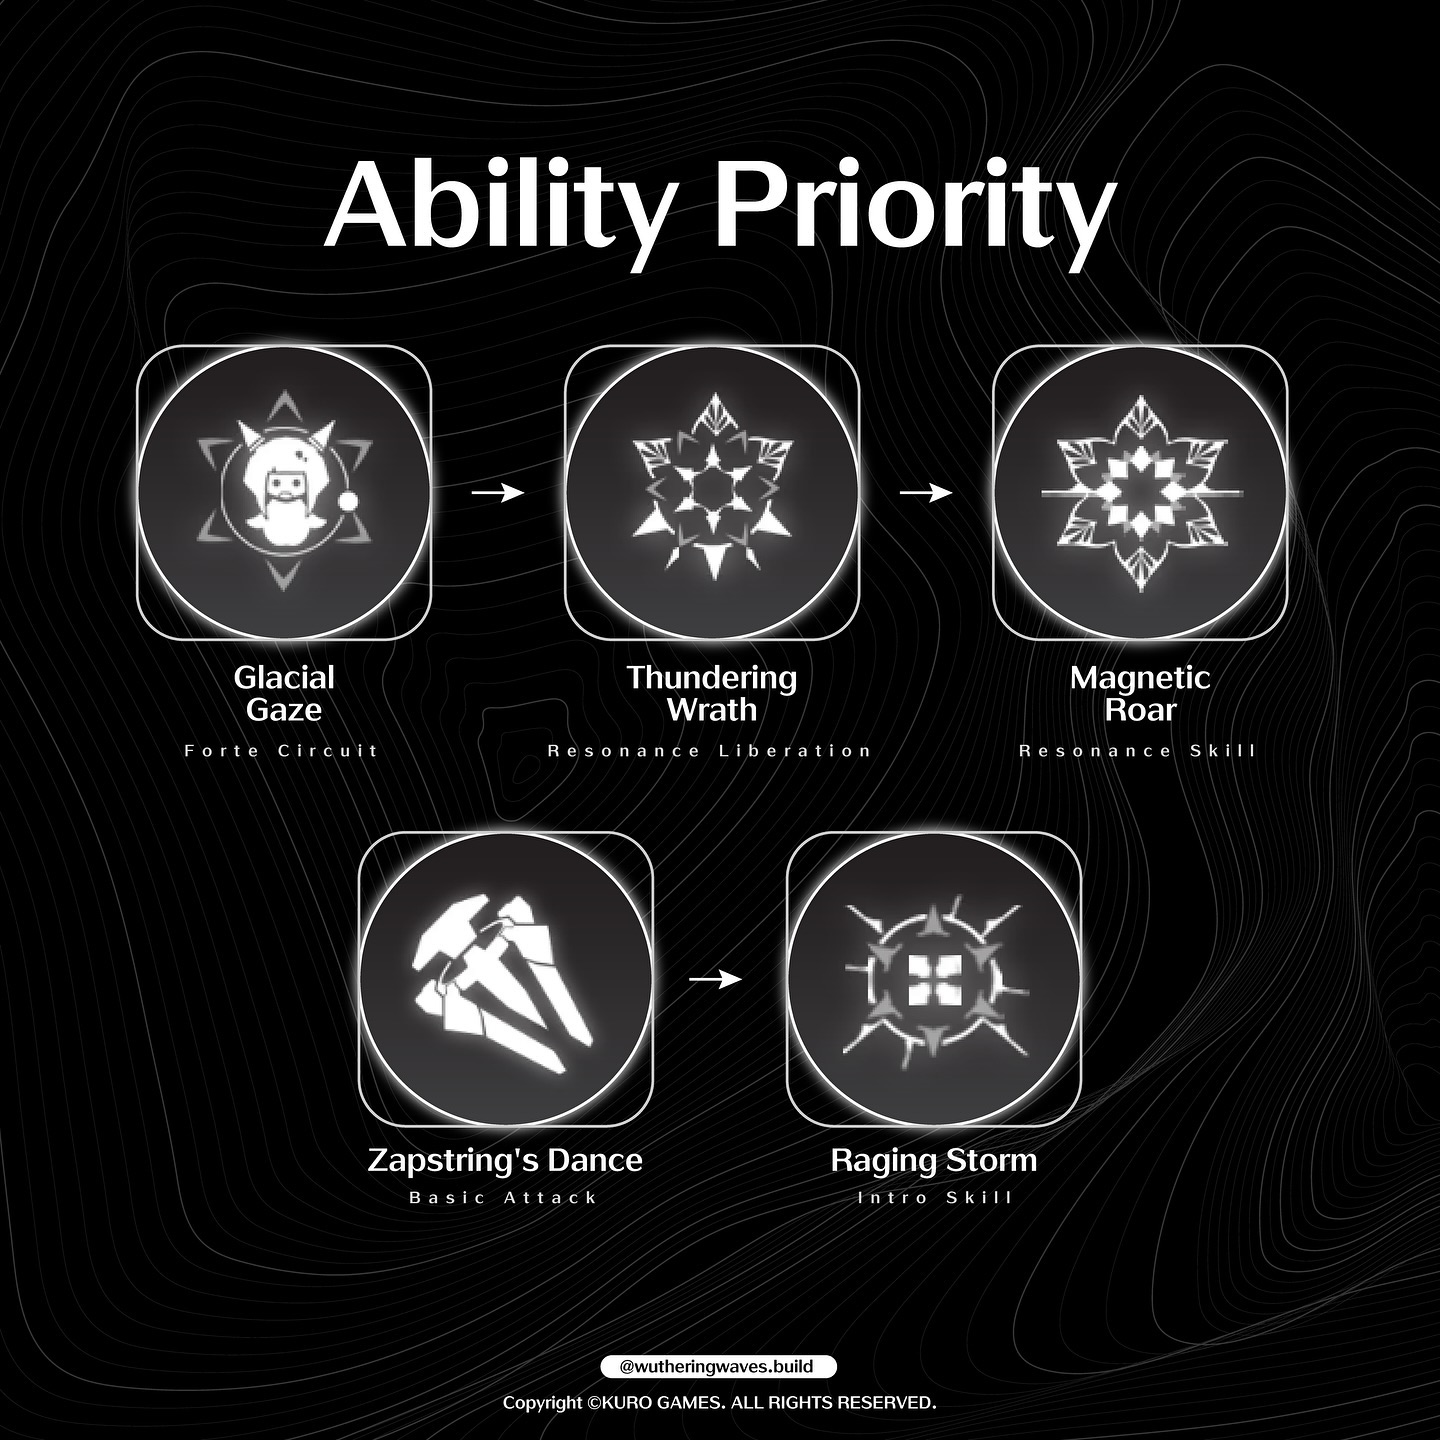 Ability Priority
Glacial
Gaze
Forte Circuit
Thundering
Wrath
Resonance Liberation
Magnetic
Roar
Resonance Skill
Zapstring's Dance
Basic Attack
Raging Storm
Intro Skill
@wutheringwaves.build
Copyright ©KURO GAMES. ALL RIGHTS RESERVED.